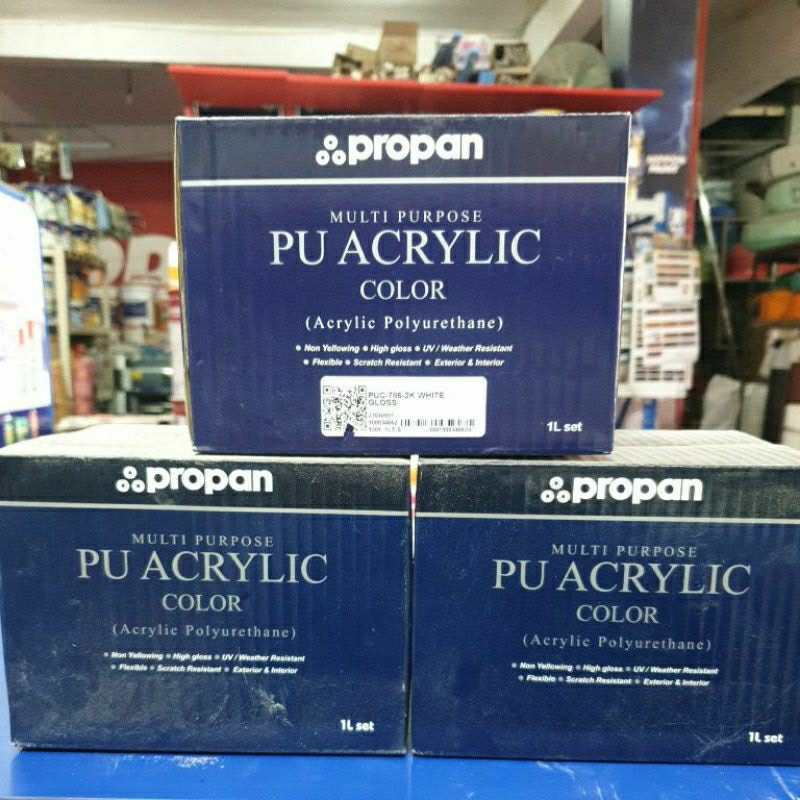 propan
MULTI PURPOSE
PU ACRYLIC
COLOR
(Acrylic Polyurethane)
• Non Yellowing • High gloss • UV / Weather Resistant
• Flexible • Scratch Resistant • Exterior & Interior
PUC-786-2K WHITE
GLOSS
1L set
propan
MULTI PURPOSE
PU ACRYLIC
COLOR
(Acrylic Polyurethane)
• Non Yellowing • High gloss • UV / Weather Resistant
• Flexible • Scratch Resistant • Exterior & Interior
1L set
propan
MULTI PURPOSE
PU ACRYLIC
COLOR
(Acrylic Polyurethane)
• Non Yellowing • High gloss • UV / Weather Resistant
• Flexible • Scratch Resistant • Exterior & Interior
1L set